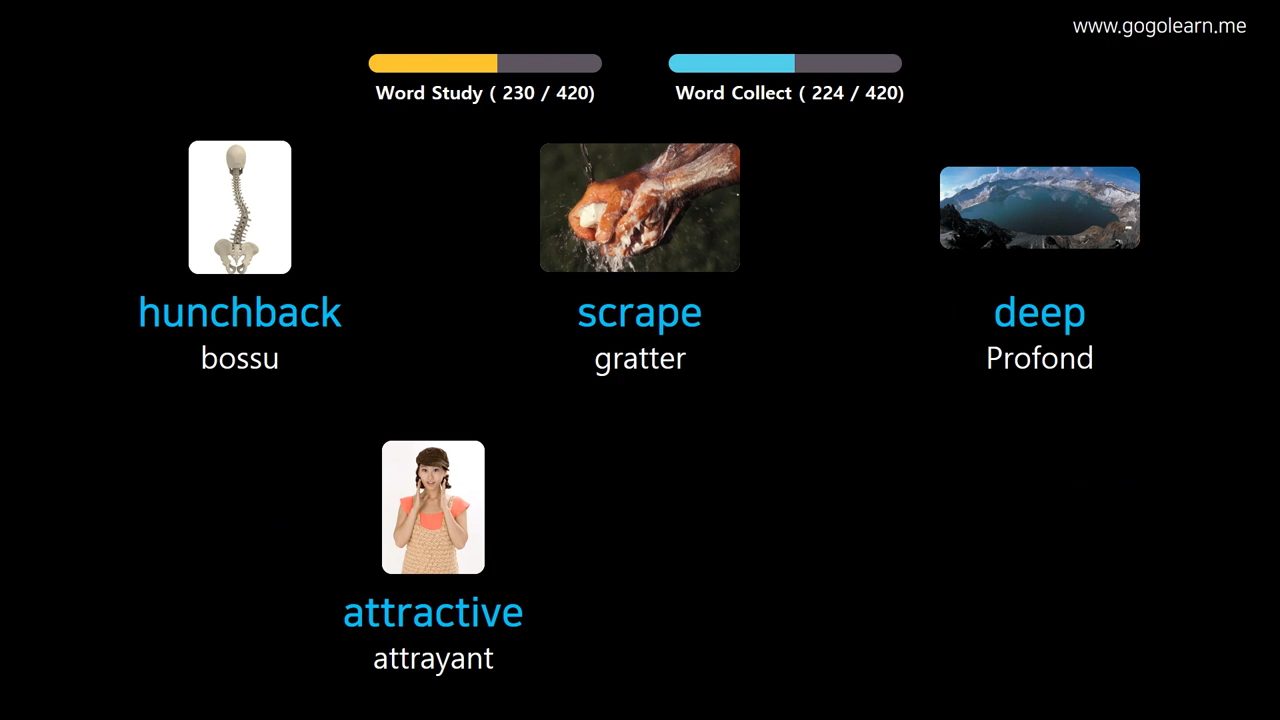 www.gogolearn.me
Word Study ( 230 / 420)
Word Collect ( 224 / 420)
hunchback
bossu
scrape
gratter
deep
Profond
attractive
attrayant